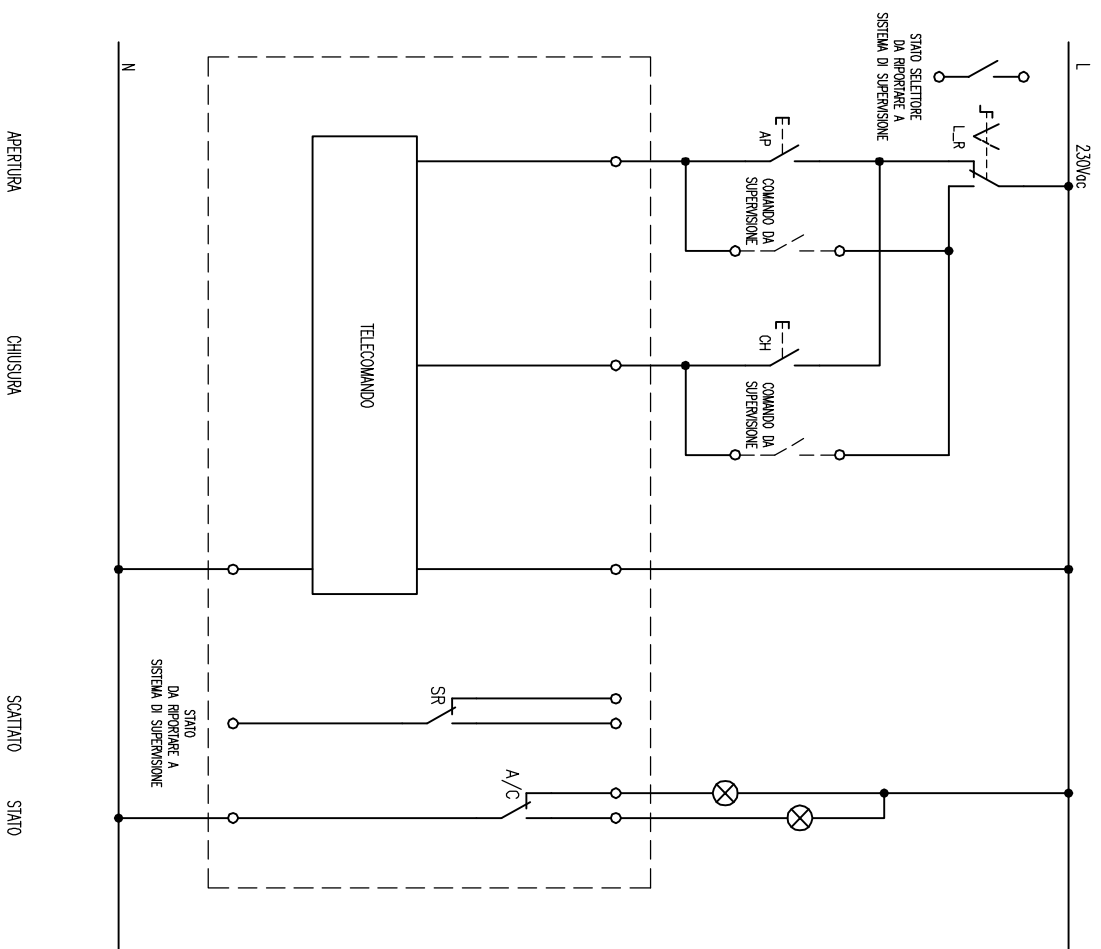 L
230Vac
STATO SELETTORE
DA RIPORTARE A
SISTEMA DI SUPERVISIONE
L_R
AP
COMANDO DA
SUPERVISIONE
CH
COMANDO DA
SUPERVISIONE
TELECOMANDO
SR
A/C
STATO
DA RIPORTARE A
SISTEMA DI SUPERVISIONE
N
APERTURA
CHIUSURA
SCATTATO
STATO